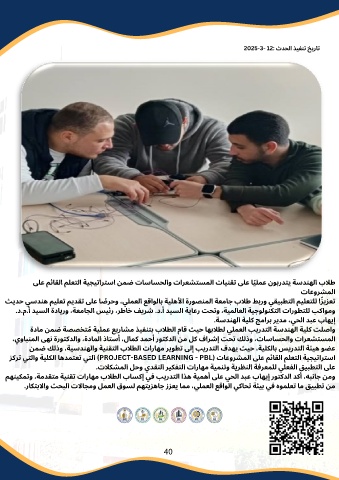 تاريخ تنفيذ الحدث :12 -3-2025
طلاب الهندسة يتدربون عمليًا على تقنيات المستشعرات والحساسات ضمن استراتيجية التعلم القائم على
المشروعات
تعزيزًا للتعليم التطبيقي وربط طلاب جامعة المنصورة الأهلية بالواقع العملي، وحرصًا على تقديم تعليم هندسي حديث
ومواكب للتطورات التكنولوجية العالمية، وتحت رعاية السيد أ.د. شريف خاطر، رئيس الجامعة، وريادة السيد أ.م.د.
إيهاب عبد الحي، مدير برامج كلية الهندسة.
واصلت كلية الهندسة التدريب العملي لطلابها حيث قام الطلاب بتنفيذ مشاريع عملية مُتخصصة ضمن مادة
المستشعرات والحساسات، وذلك تحت إشراف كل من الدكتور أحمد كمال، أستاذ المادة، والدكتورة نهى المنياوي،
عضو هيئة التدريس بالكلية، حيث يهدف التدريب إلى تطوير مهارات الطلاب التقنية والهندسية، وذلك ضمن
استراتيجية التعلم القائم على المشروعات (PROJECT-BASED LEARNING - PBL) التي تعتمدها الكلية والتي تركز
على التطبيق الفعلي للمعرفة النظرية وتنمية مهارات التفكير النقدي وحل المشكلات.
ومن جانبه، أكد الدكتور إيهاب عبد الحي على أهمية هذا التدريب في إكساب الطلاب مهارات تقنية متقدمة، وتمكينهم
من تطبيق ما تعلموه في بيئة تحاكي الواقع العملي، مما يعزز جاهزيتهم لسوق العمل ومجالات البحث والابتكار.
40